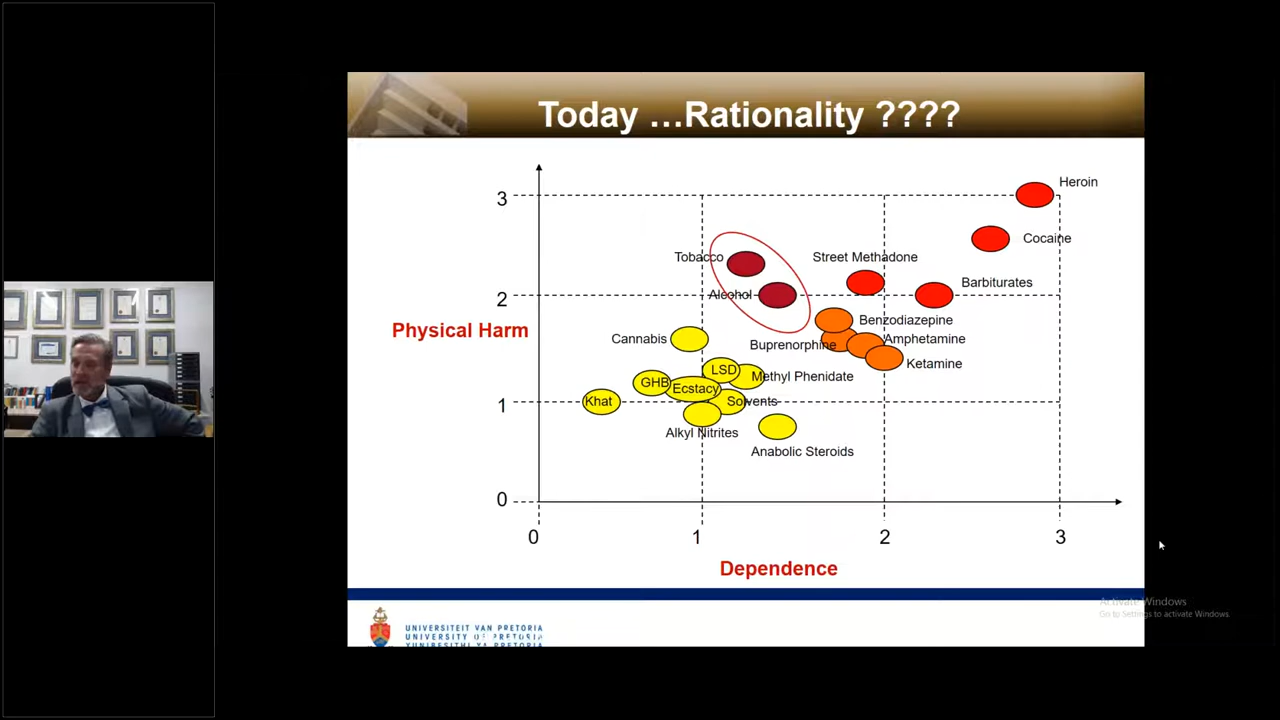 Today …Rationality ????
3
2
1
0
Physical Harm
Heroin
Cocaine
Tobacco
Street Methadone
Barbiturates
Alcohol
Benzodiazepine
Cannabis
Buprenorphine
Amphetamine
Ketamine
LSD
Methyl Phenidate
GHB
Ecstacy
Khat
Solvents
Alkyl Nitrites
Anabolic Steroids
0
1
2
3
Dependence
Activate Windows
Go to Settings to activate Windows.
UNIVERSITEIT VAN PRETORIA
UNIVERSITY OF PRETORIA
YUNIBESITHI YA PRETORIA